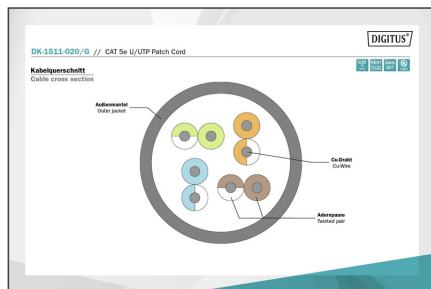 DIGITUS®
DK-1511-020/G // CAT 5e U/UTP Patch Cord
Kabelquerschnitt
Cable cross section
Außenmantel
Outer jacket
Cu-Draht
Cu-Wire
Adernpaare
Twisted pair